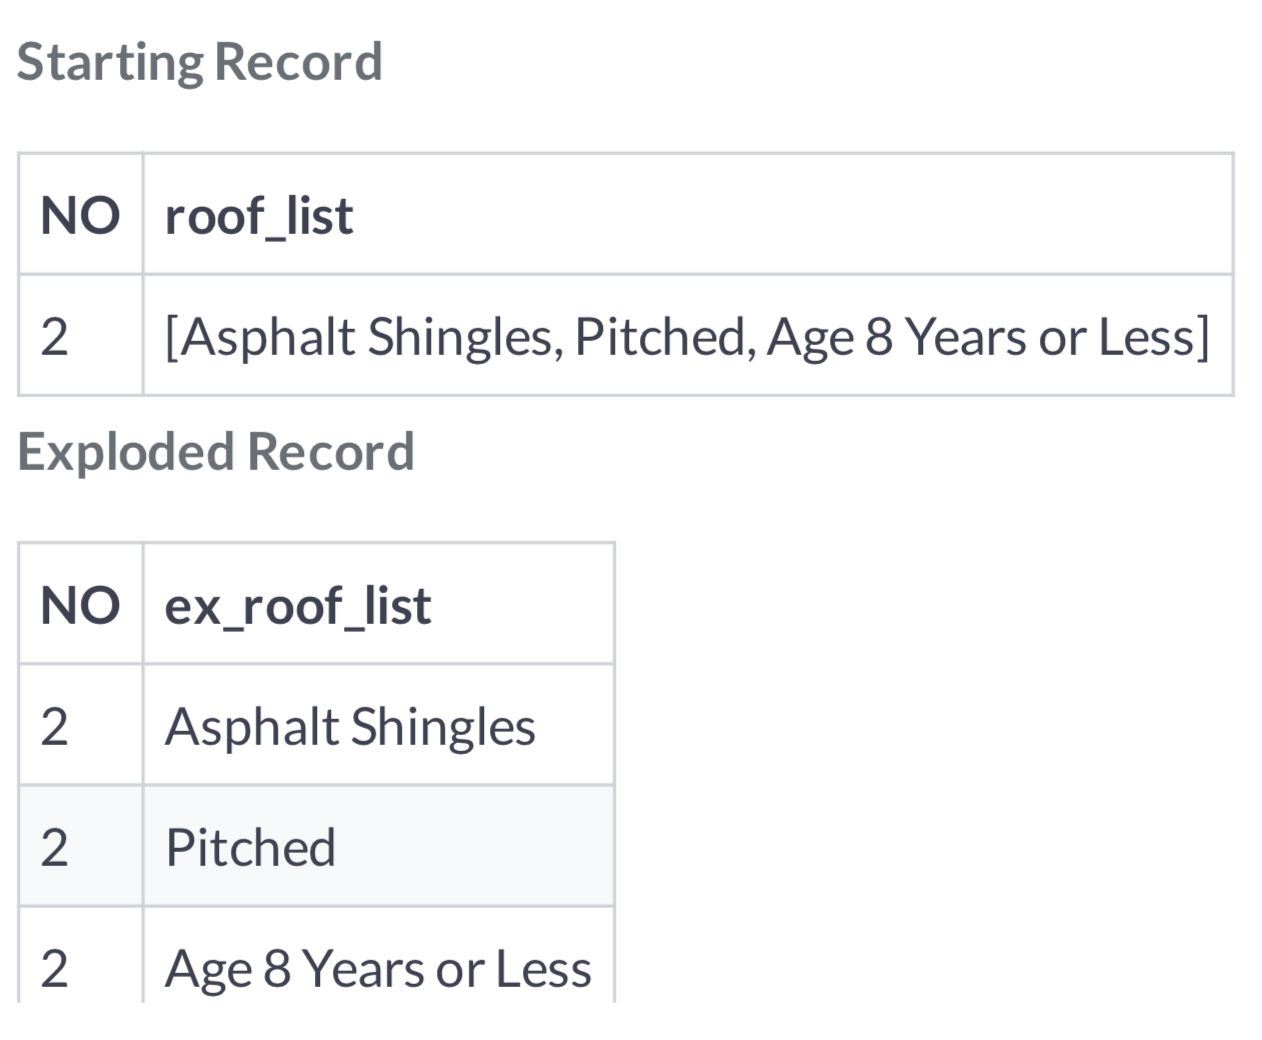 Starting Record
NO roof_list
2 [Asphalt Shingles, Pitched, Age 8 Years or Less]
Exploded Record
NO ex_roof_list
2 Asphalt Shingles
2 Pitched
2 Age 8 Years or Less